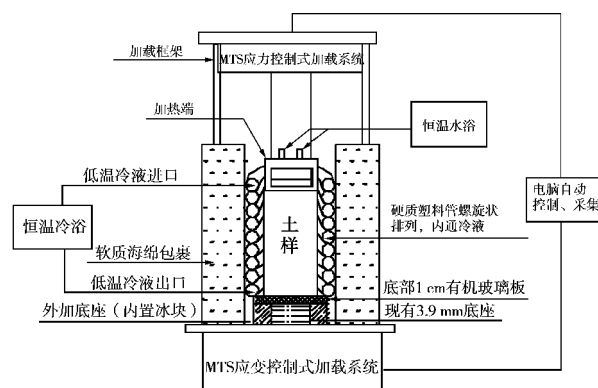 加载框架
MTS应力控制式加载系统
加热端
恒温水浴
低温冷液进口
恒温冷浴
土样
硬质塑料管螺旋状
排列，内通冷液
电脑自动
控制、采集
软质海绵包裹
低温冷液出口
底部1 cm有机玻璃板
外加底座（内置冰块）
现有3.9 mm底座
MTS应变控制式加载系统